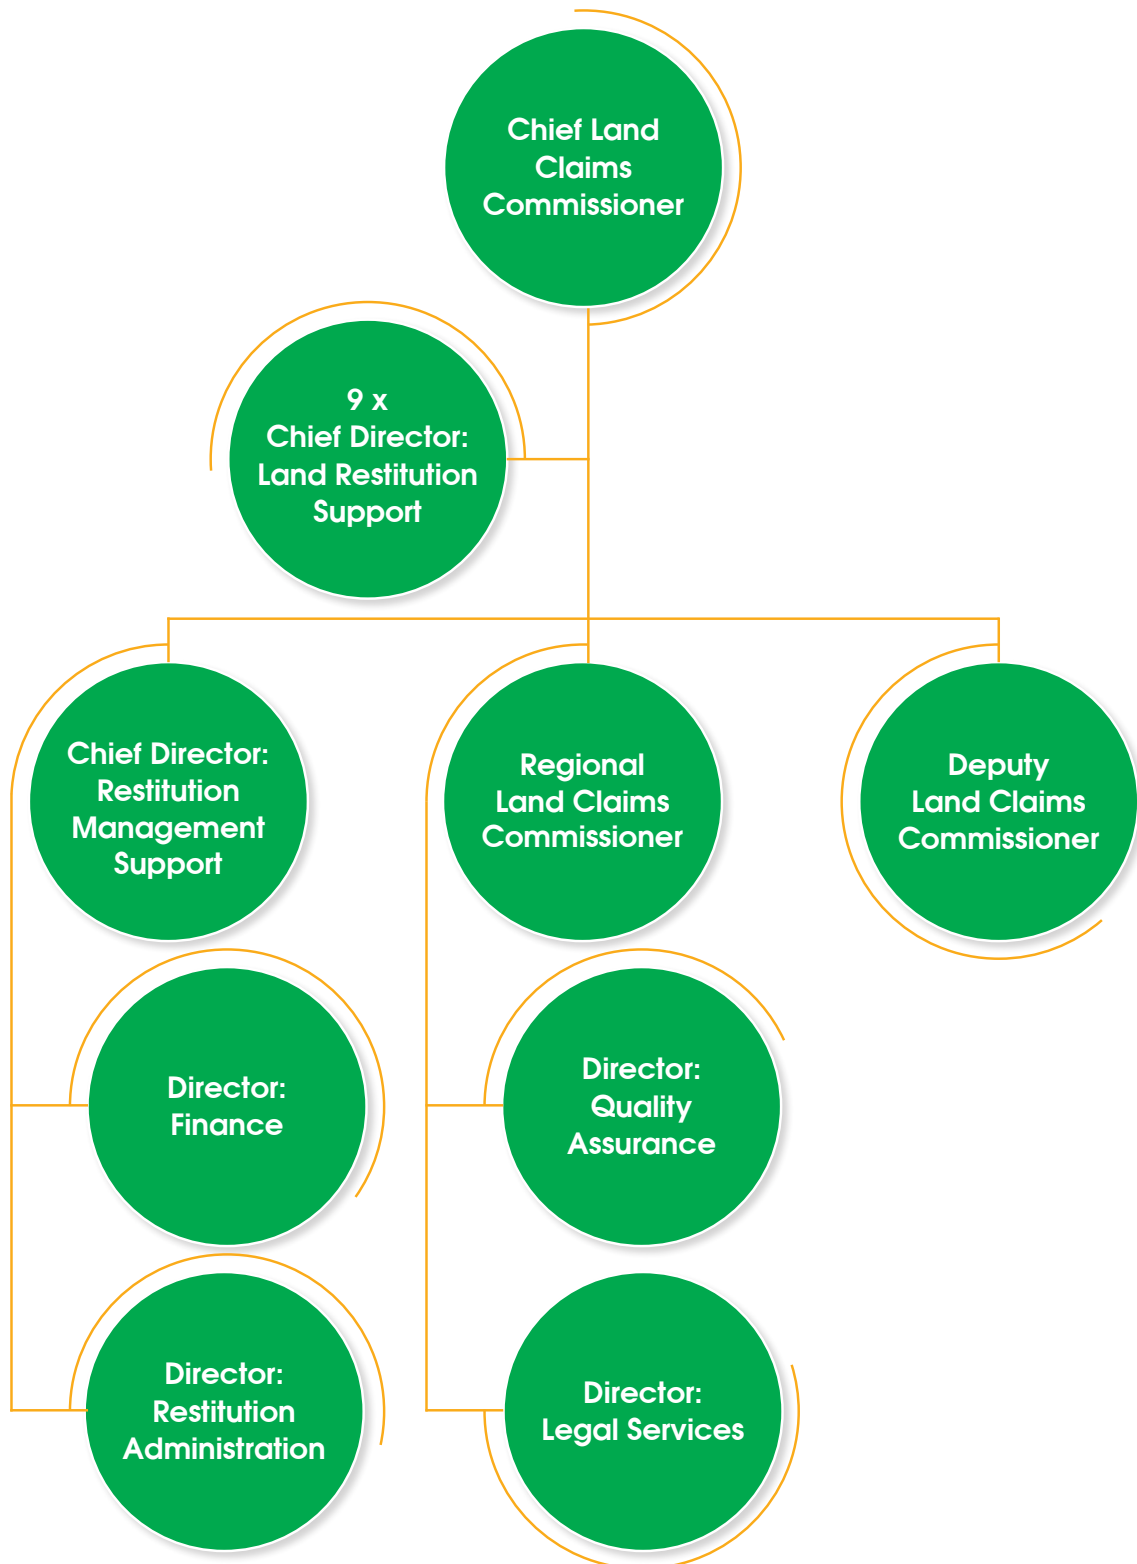 Chief Land
Claims
Commissioner
9 x
Chief Director:
Land Restitution
Support
Chief Director:
Restitution
Management
Support
Regional
Land Claims
Commissioner
Deputy
Land Claims
Commissioner
Director:
Finance
Director:
Quality
Assurance
Director:
Restitution
Administration
Director:
Legal Services